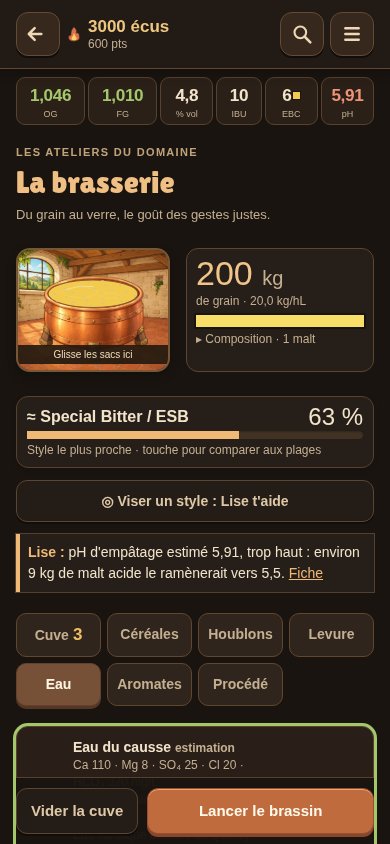 3000 écus
600 pts
1,046
OG
1,010
FG
4,8
% vol
10
IBU
6
EBC
5,91
pH
LES ATELIERS DU DOMAINE
La brasserie
Du grain au verre, le goût des gestes justes.
Glisse les sacs ici
200 kg
de grain · 20,0 kg/hL
▸ Composition · 1 malt
≈ Special Bitter / ESB 63 %
Style le plus proche · touche pour comparer aux plages
◎ Viser un style : Lise t'aide
Lise : pH d'empâtage estimé 5,91, trop haut : environ
9 kg de malt acide le ramènerait vers 5,5. Fiche
Cuve 3 Céréales Houblons Levure
Eau Aromates Procédé
Eau du causse estimation
Ca 110 · Mg 8 · SO₄ 25 · Cl 20 ·
Vider la cuve Lancer le brassin